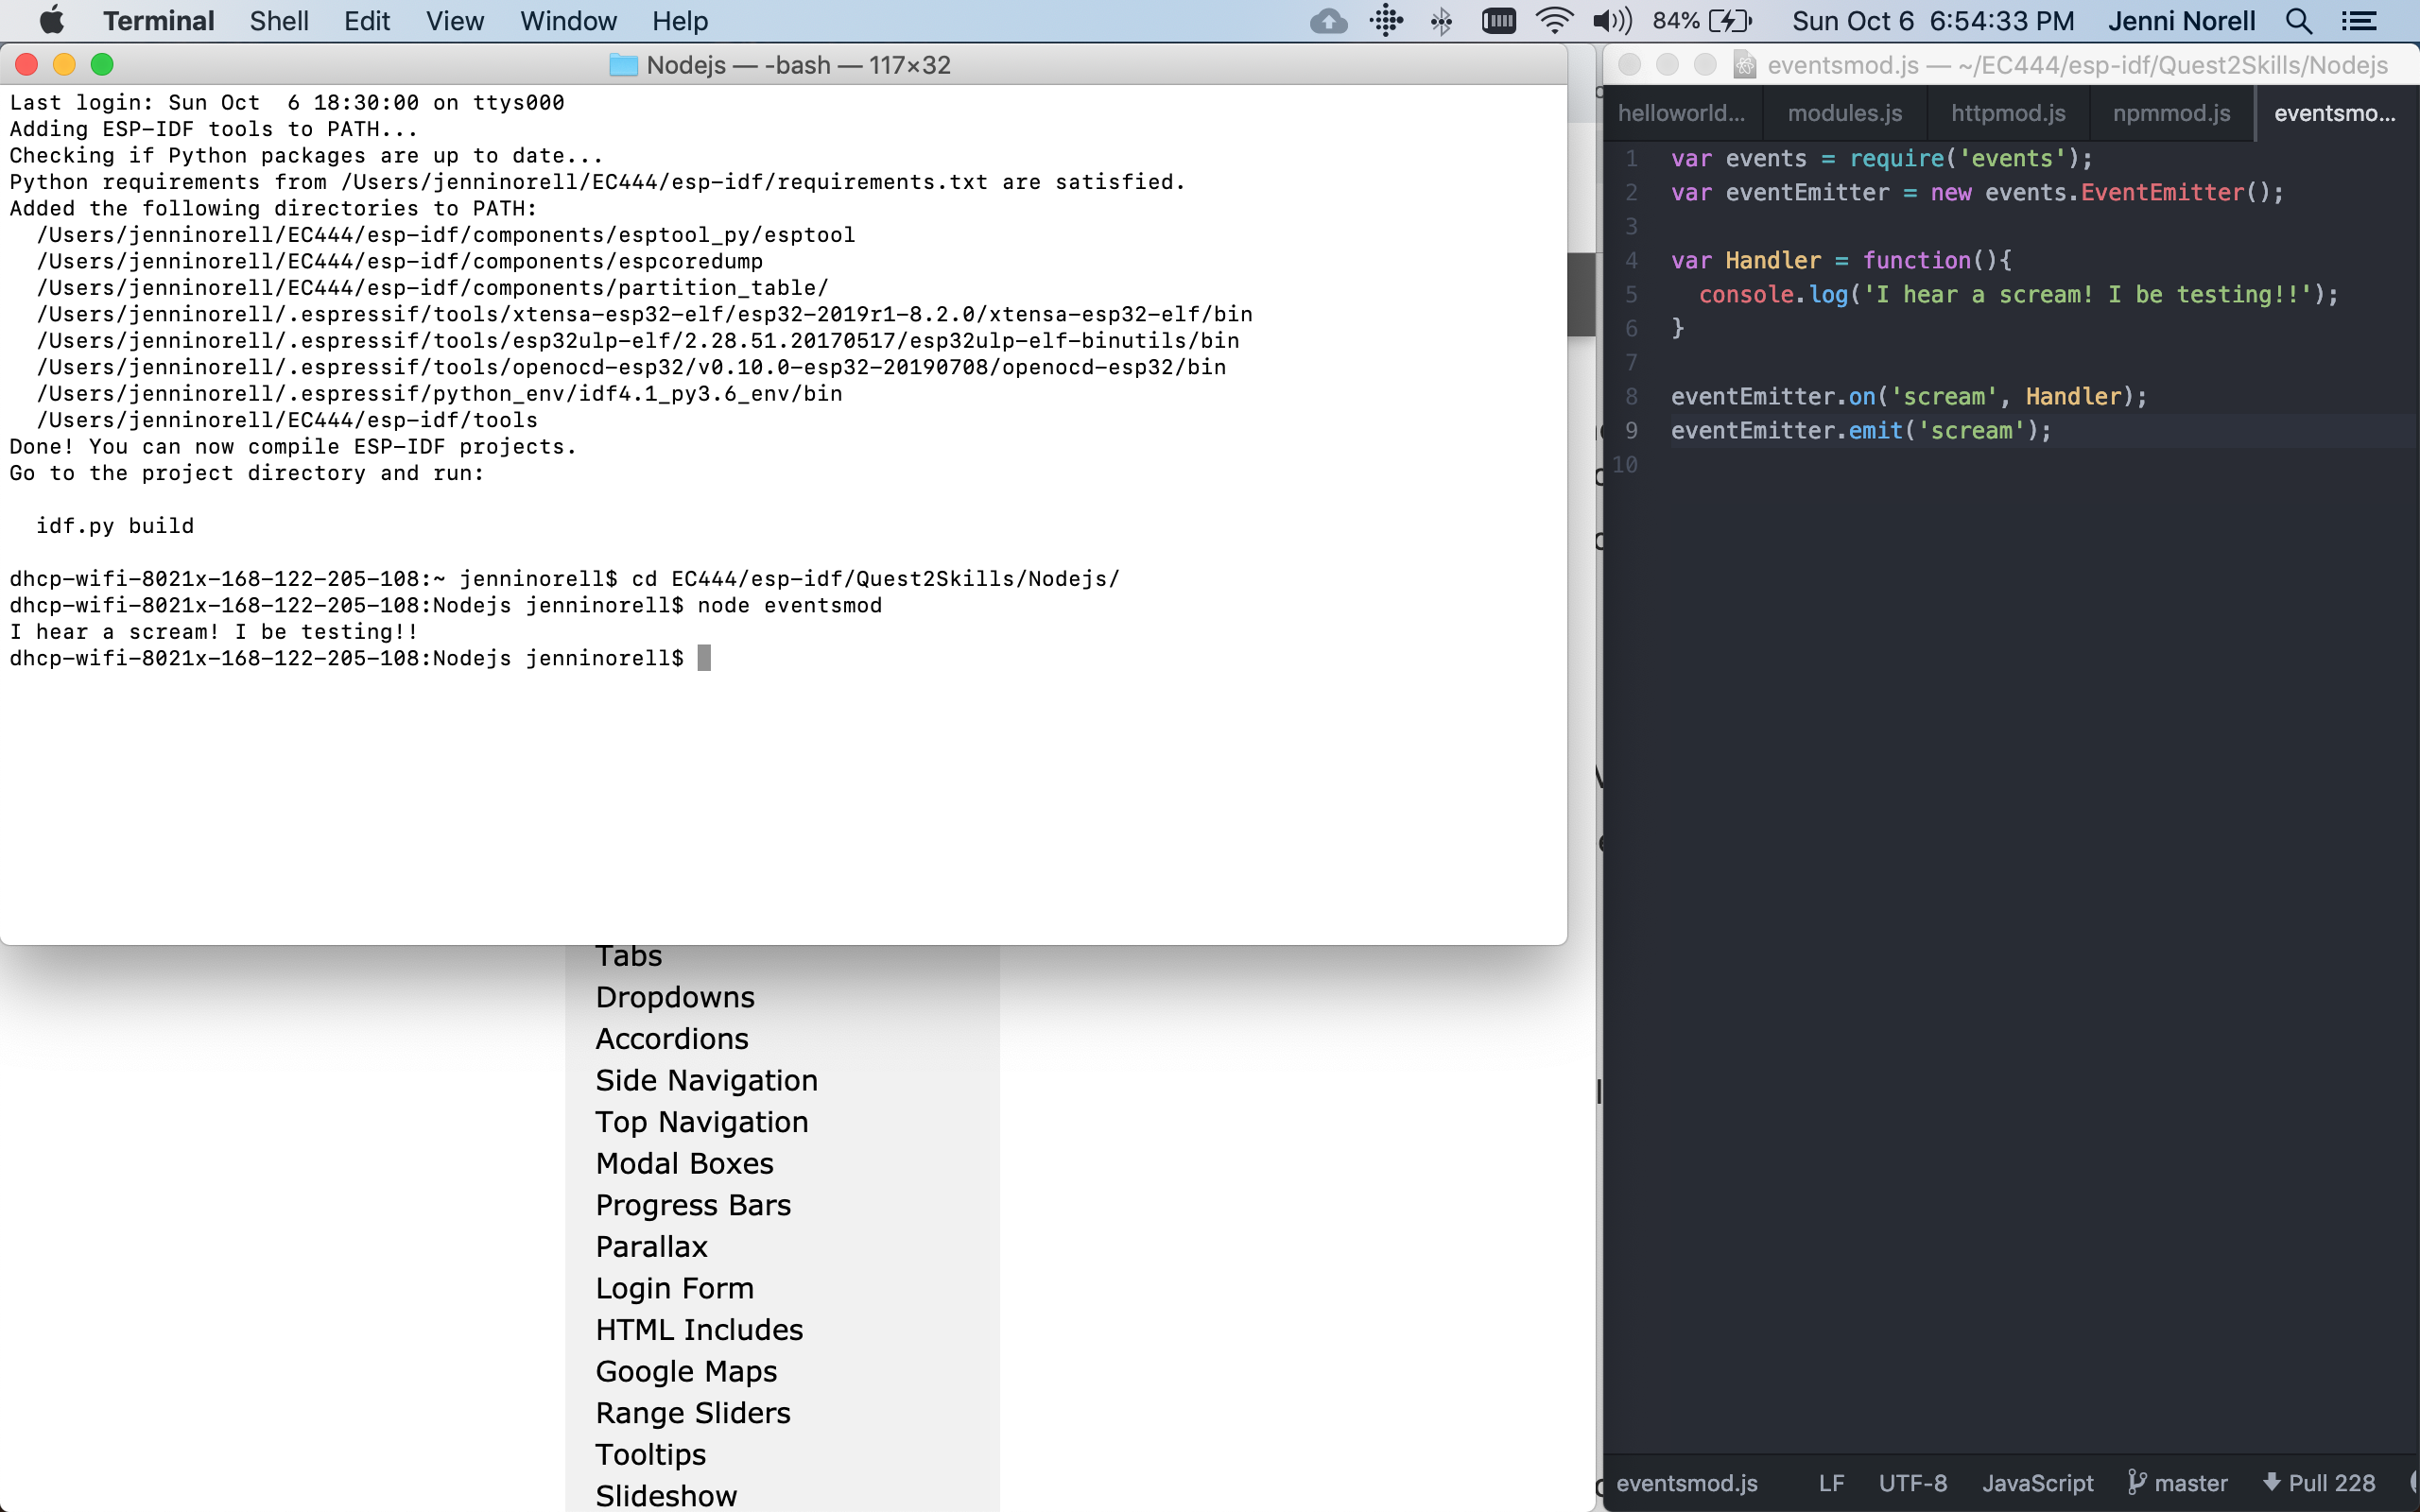 Terminal Shell Edit View Window Help 84% Sun Oct 6 6:54:33 PM Jenni Norell
Nodejs — -bash — 117×32
Last login: Sun Oct  6 18:30:00 on ttys000
Adding ESP-IDF tools to PATH...
Checking if Python packages are up to date...
Python requirements from /Users/jenninorell/EC444/esp-idf/requirements.txt are satisfied.
Added the following directories to PATH:
  /Users/jenninorell/EC444/esp-idf/components/esptool_py/esptool
  /Users/jenninorell/EC444/esp-idf/components/espcoredump
  /Users/jenninorell/EC444/esp-idf/components/partition_table/
  /Users/jenninorell/.espressif/tools/xtensa-esp32-elf/esp32-2019r1-8.2.0/xtensa-esp32-elf/bin
  /Users/jenninorell/.espressif/tools/esp32ulp-elf/2.28.51.20170517/esp32ulp-elf-binutils/bin
  /Users/jenninorell/.espressif/tools/openocd-esp32/v0.10.0-esp32-20190708/openocd-esp32/bin
  /Users/jenninorell/.espressif/python_env/idf4.1_py3.6_env/bin
  /Users/jenninorell/EC444/esp-idf/tools
Done! You can now compile ESP-IDF projects.
Go to the project directory and run:
  idf.py build
dhcp-wifi-8021x-168-122-205-108:~ jenninorell$ cd EC444/esp-idf/Quest2Skills/Nodejs/
dhcp-wifi-8021x-168-122-205-108:Nodejs jenninorell$ node eventsmod
I hear a scream! I be testing!!
dhcp-wifi-8021x-168-122-205-108:Nodejs jenninorell$
Tabs
Dropdowns
Accordions
Side Navigation
Top Navigation
Modal Boxes
Progress Bars
Parallax
Login Form
HTML Includes
Google Maps
Range Sliders
Tooltips
Slideshow
eventsmod.js — ~/EC444/esp-idf/Quest2Skills/Nodejs
helloworld... modules.js httpmod.js npmmod.js eventsmo...
1 var events = require('events');
2 var eventEmitter = new events.EventEmitter();
3
4 var Handler = function(){
5   console.log('I hear a scream! I be testing!!');
6 }
7
8 eventEmitter.on('scream', Handler);
9 eventEmitter.emit('scream');
10
eventsmod.js LF UTF-8 JavaScript master Pull 228